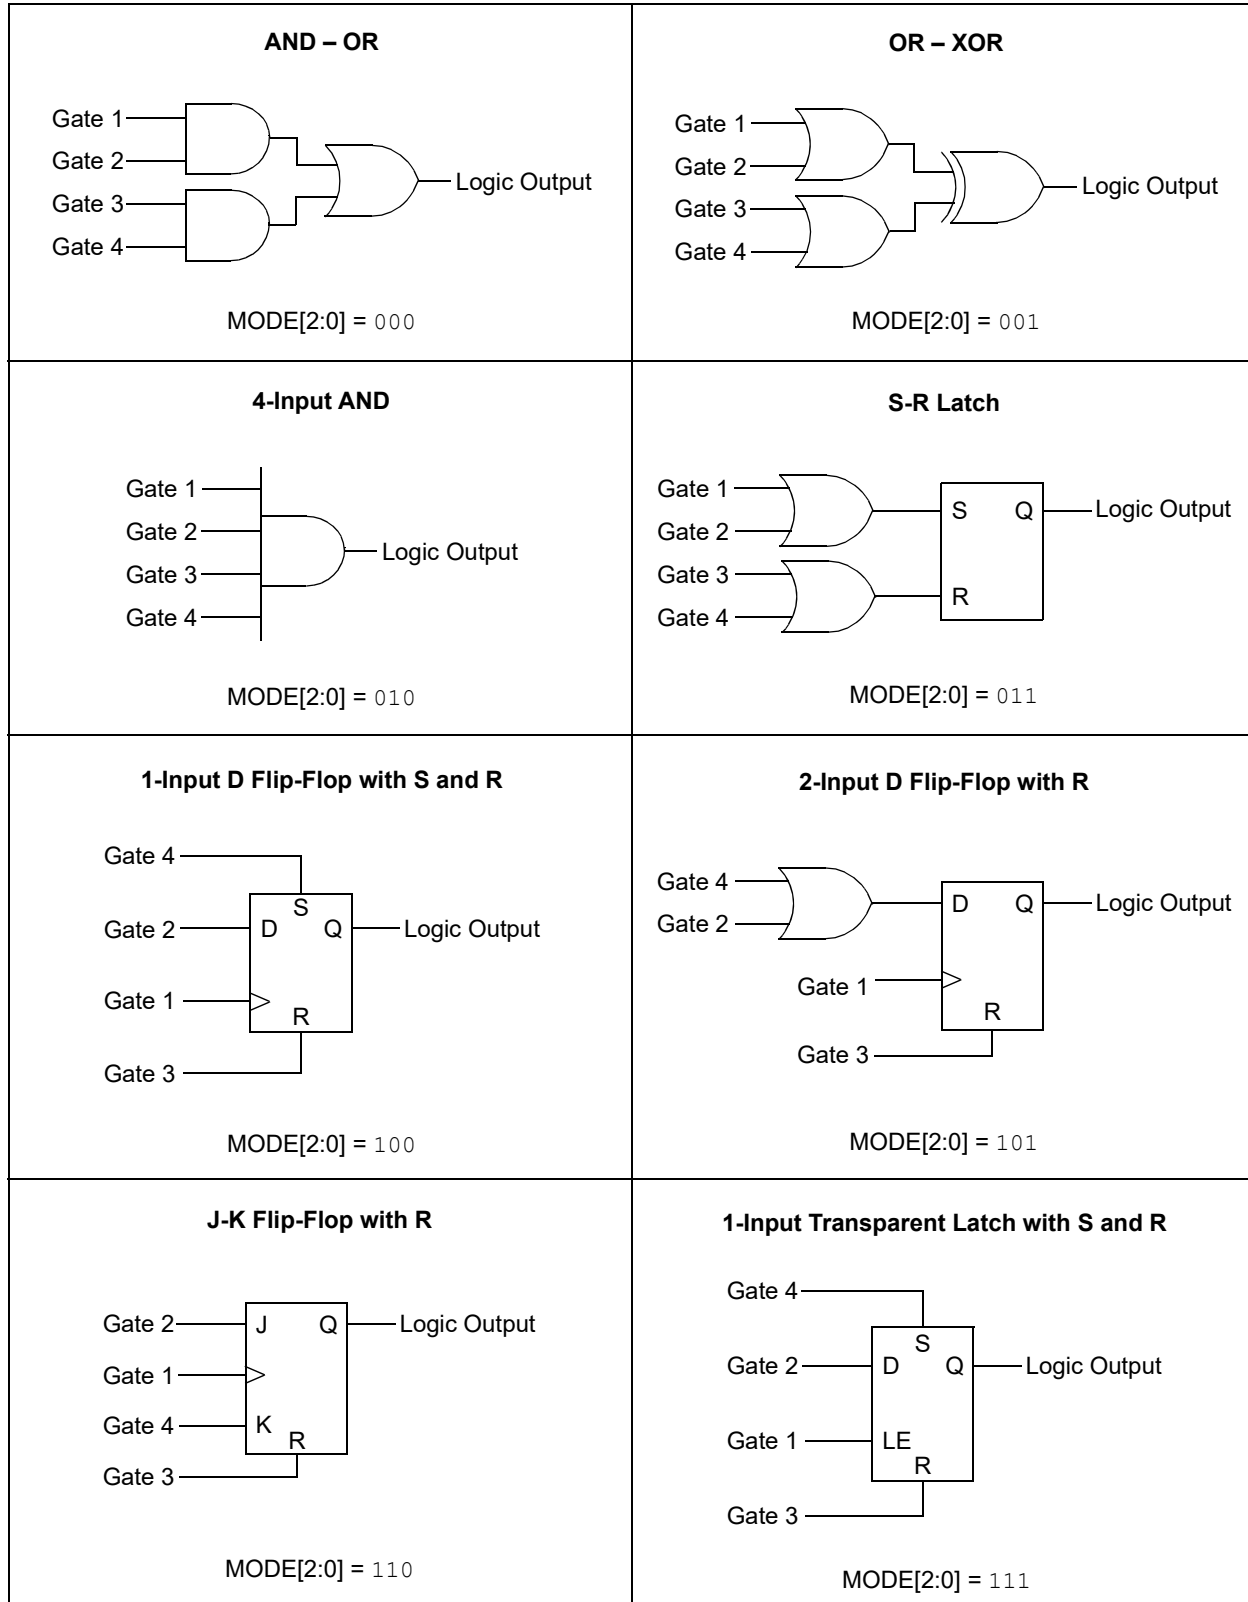 AND – OR
Gate 1
Gate 2
Gate 3
Gate 4
Logic Output
MODE[2:0] = 000
OR – XOR
Gate 1
Gate 2
Gate 3
Gate 4
Logic Output
MODE[2:0] = 001
4-Input AND
Gate 1
Gate 2
Gate 3
Gate 4
Logic Output
MODE[2:0] = 010
S-R Latch
Gate 1
Gate 2
Gate 3
Gate 4
S Q
R
Logic Output
MODE[2:0] = 011
1-Input D Flip-Flop with S and R
Gate 4
S
Gate 2
D Q
Logic Output
Gate 1
R
Gate 3
MODE[2:0] = 100
2-Input D Flip-Flop with R
Gate 4
Gate 2
D Q
Logic Output
Gate 1
R
Gate 3
MODE[2:0] = 101
J-K Flip-Flop with R
Gate 2
J Q
Logic Output
Gate 1
Gate 4
K
R
Gate 3
MODE[2:0] = 110
1-Input Transparent Latch with S and R
Gate 4
S
Gate 2
D Q
Logic Output
Gate 1
LE
R
Gate 3
MODE[2:0] = 111